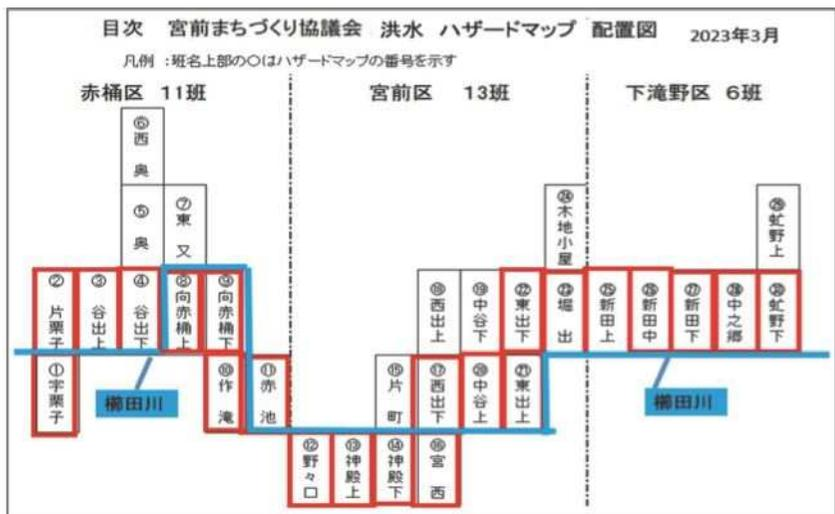 目次 宮前まちづくり協議会 洪水 ハザードマップ 配置図 2023年3月
凡例 :班名上部の〇はハザードマップの番号を示す
赤桶区 11班
宮前区 13班
下滝野区 6班
⑥西奥
⑤奥
⑦東又
②片栗子
③谷出上
④谷出下
⑧向赤桶上
⑨向赤桶下
①宇栗子
⑩作滝
⑪赤池
櫛田川
㉔木地小屋
⑱西出上
⑲中谷下
㉒東出下
㉓堀出
⑮片町
⑰西出下
⑳中谷上
㉑東出上
⑫野々口
⑬神殿上
⑭神殿下
⑯宮西
㉙虹野上
㉕新田上
㉖新田中
㉗新田下
㉘中之郷
㉚虹野下
櫛田川